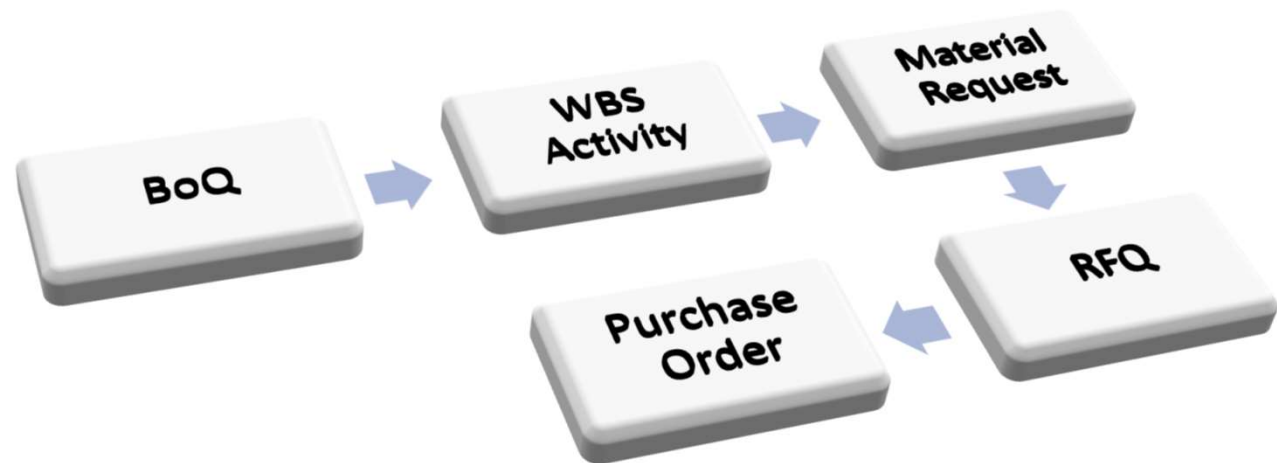 BoQ
WBS
Activity
Material
Request
RFQ
Purchase
Order